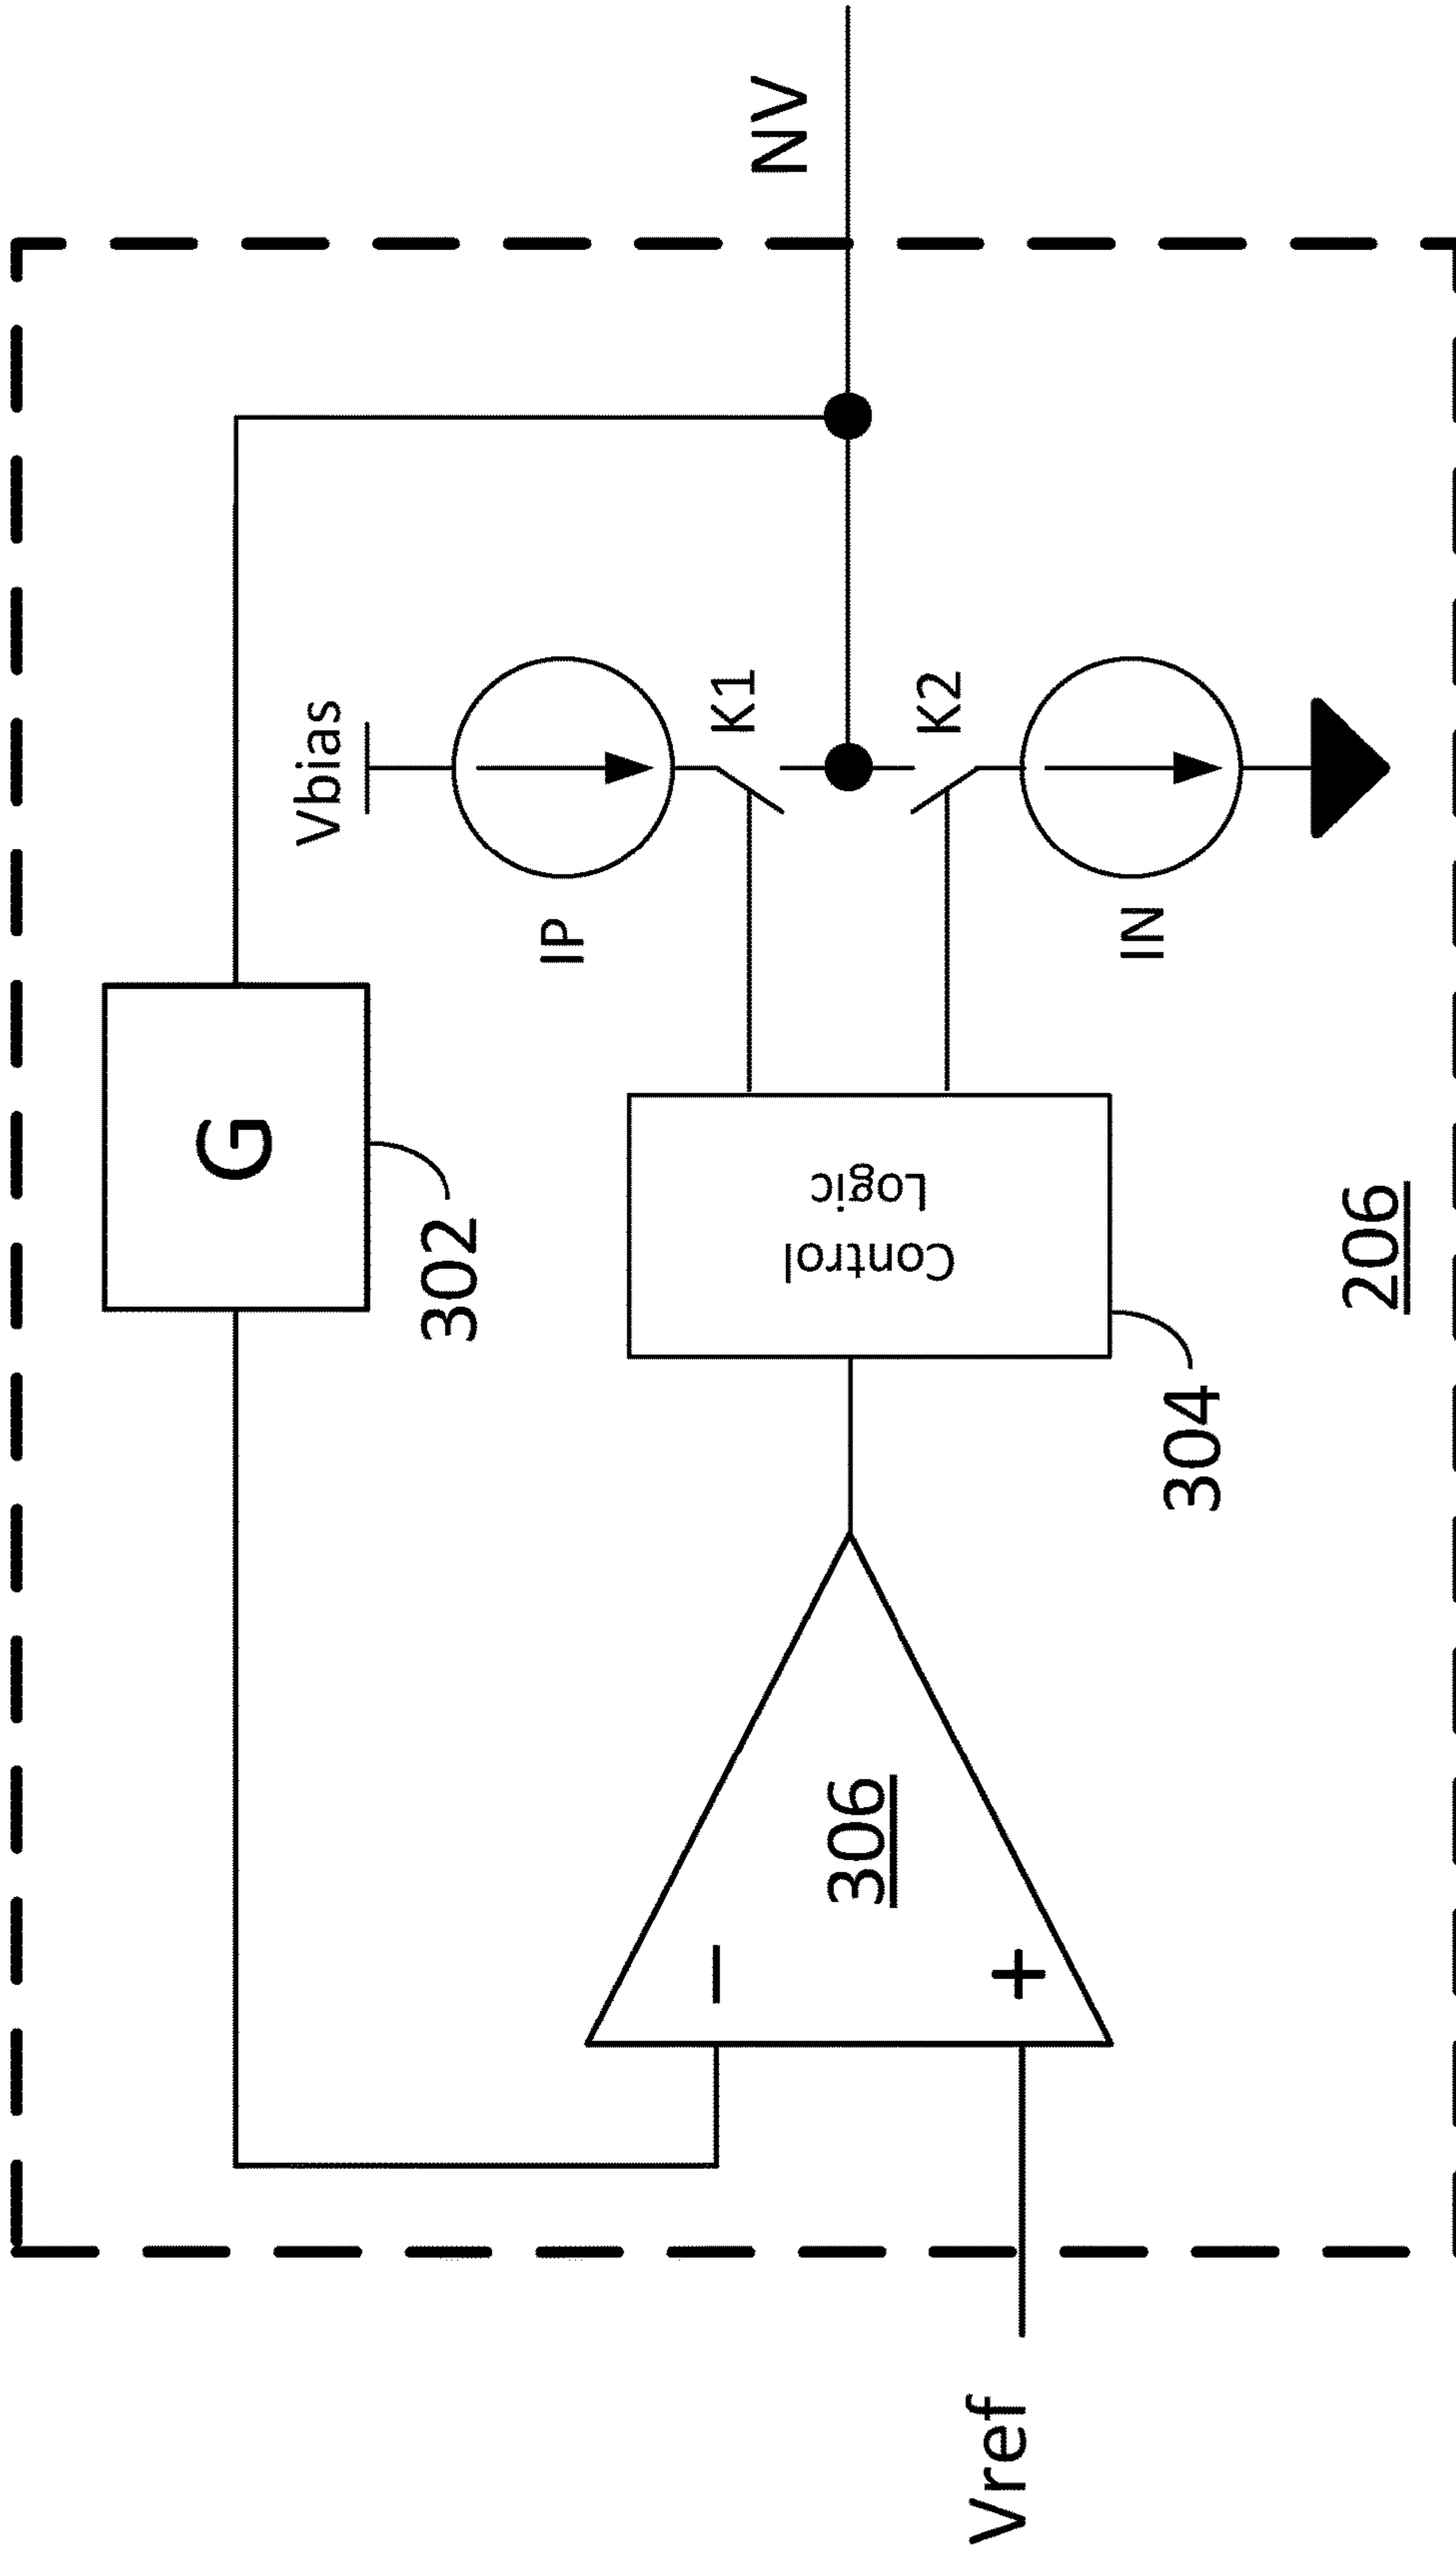 G
302
Vbias
IP
K1
NV
K2
IN
Control
Logic
304
306
−
+
Vref
206